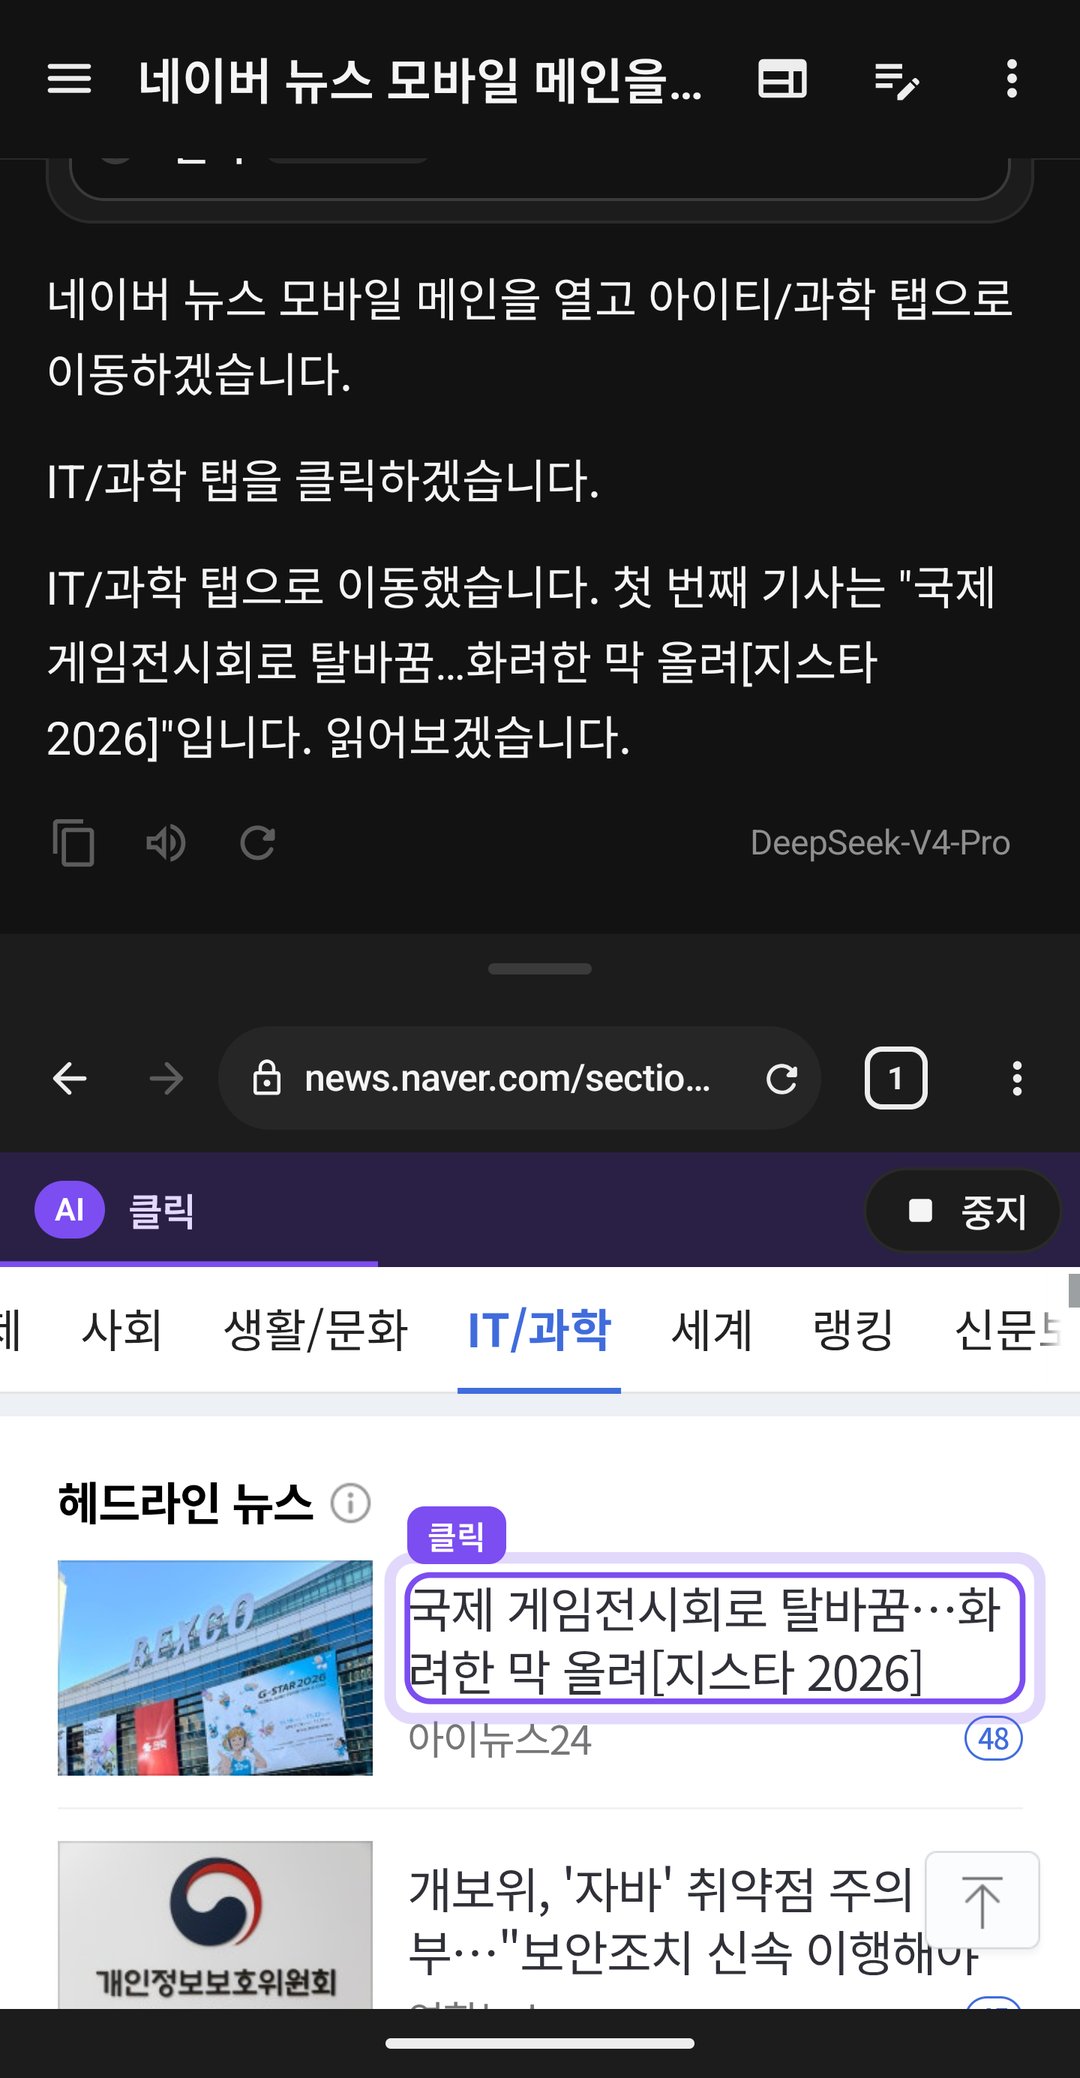 네이버 뉴스 모바일 메인을...
네이버 뉴스 모바일 메인을 열고 아이티/과학 탭으로
이동하겠습니다.
IT/과학 탭을 클릭하겠습니다.
IT/과학 탭으로 이동했습니다. 첫 번째 기사는 "국제
게임전시회로 탈바꿈…화려한 막 올려[지스타
2026]"입니다. 읽어보겠습니다.
DeepSeek-V4-Pro
news.naver.com/sectio...
1
AI 클릭
중지
사회 생활/문화 IT/과학 세계 랭킹 신문
헤드라인 뉴스
클릭
BEXCO
G-STAR 2026
국제 게임전시회로 탈바꿈…화
려한 막 올려[지스타 2026]
아이뉴스24
48
개인정보보호위원회
개보위, '자바' 취약점 주의
부…"보안조치 신속 이행해야